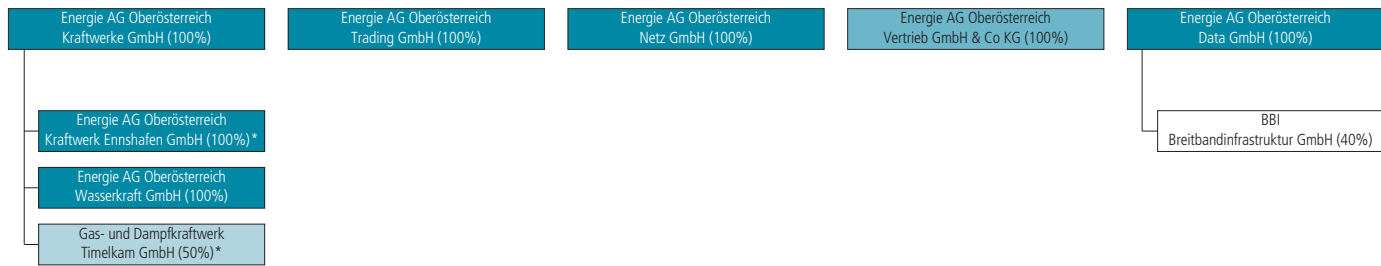 Energie AG Oberösterreich
Kraftwerke GmbH (100%)
Energie AG Oberösterreich
Trading GmbH (100%)
Energie AG Oberösterreich
Netz GmbH (100%)
Energie AG Oberösterreich
Vertrieb GmbH & Co KG (100%)
Energie AG Oberösterreich
Data GmbH (100%)
Energie AG Oberösterreich
Kraftwerk Ennshafen GmbH (100%)*
Energie AG Oberösterreich
Wasserkraft GmbH (100%)
Gas- und Dampfkraftwerk
Timelkam GmbH (50%)*
BBI
Breitbandinfrastruktur GmbH (40%)